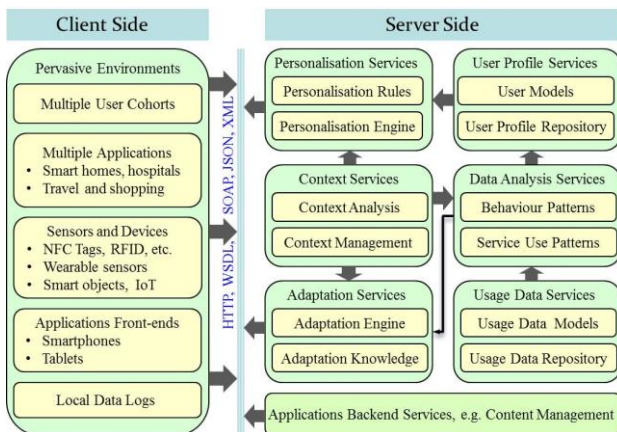 Client Side
Server Side
Pervasive Environments
Multiple User Cohorts
Multiple Applications
• Smart homes, hospitals
• Travel and shopping
Sensors and Devices
• NFC Tags, RFID, etc.
• Wearable sensors
• Smart objects, IoT
Applications Front-ends
• Smartphones
• Tablets
Local Data Logs
HTTP, WSDL, SOAP, JSON, XML
Personalisation Services
Personalisation Rules
Personalisation Engine
User Profile Services
User Models
User Profile Repository
Context Services
Context Analysis
Context Management
Data Analysis Services
Behaviour Patterns
Service Use Patterns
Adaptation Services
Adaptation Engine
Adaptation Knowledge
Usage Data Services
Usage Data Models
Usage Data Repository
Applications Backend Services, e.g. Content Management